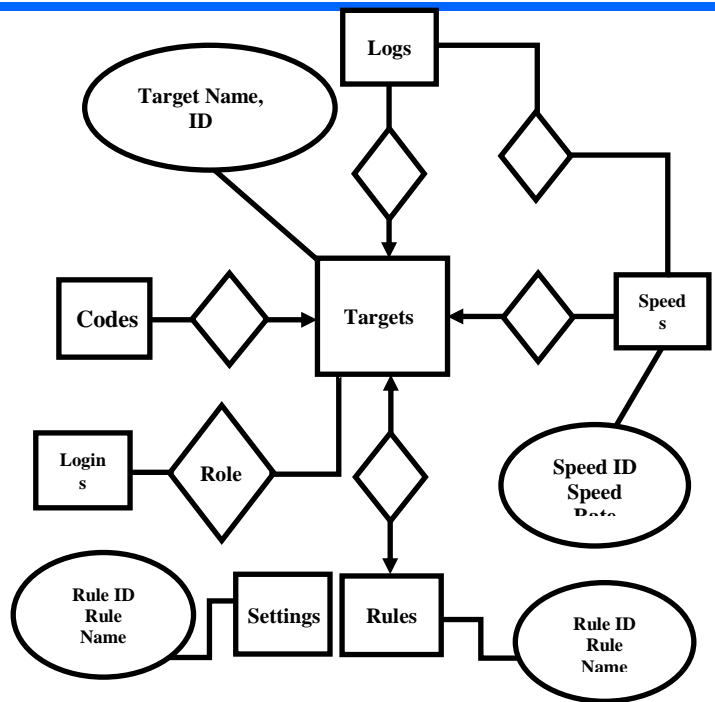 Logs
Target Name,
ID
Codes
Targets
Speed
s
Login
s
Role
Speed ID
Speed
Rate
Rule ID
Rule
Name
Settings
Rules
Rule ID
Rule
Name